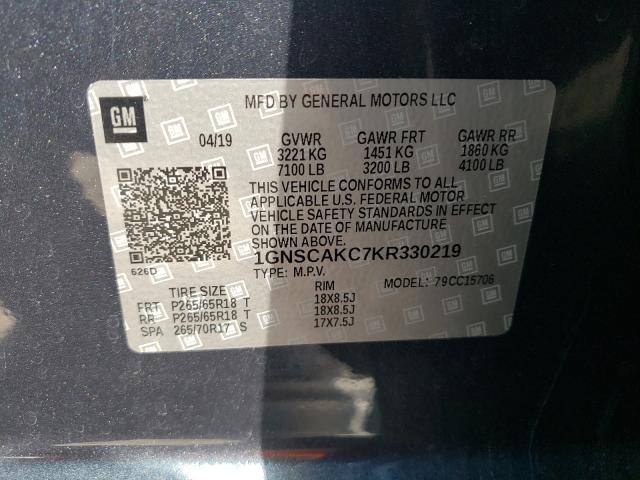 GM
MFD BY GENERAL MOTORS LLC
04/19 GVWR GAWR FRT GAWR RR
3221 KG 1451 KG 1860 KG
7100 LB 3200 LB 4100 LB
THIS VEHICLE CONFORMS TO ALL
APPLICABLE U.S. FEDERAL MOTOR
VEHICLE SAFETY STANDARDS IN
EFFECT ON THE DATE OF MANUFACTURE
SHOWN ABOVE.
1GNSCAKC7KR330219
626D
TYPE: M.P.V. MODEL: 79CC15706
TIRE SIZE RIM
FRT P265/65R18 T 18X8.5J
RR P265/65R18 T 18X8.5J
SPA 265/70R17 S 17X7.5J